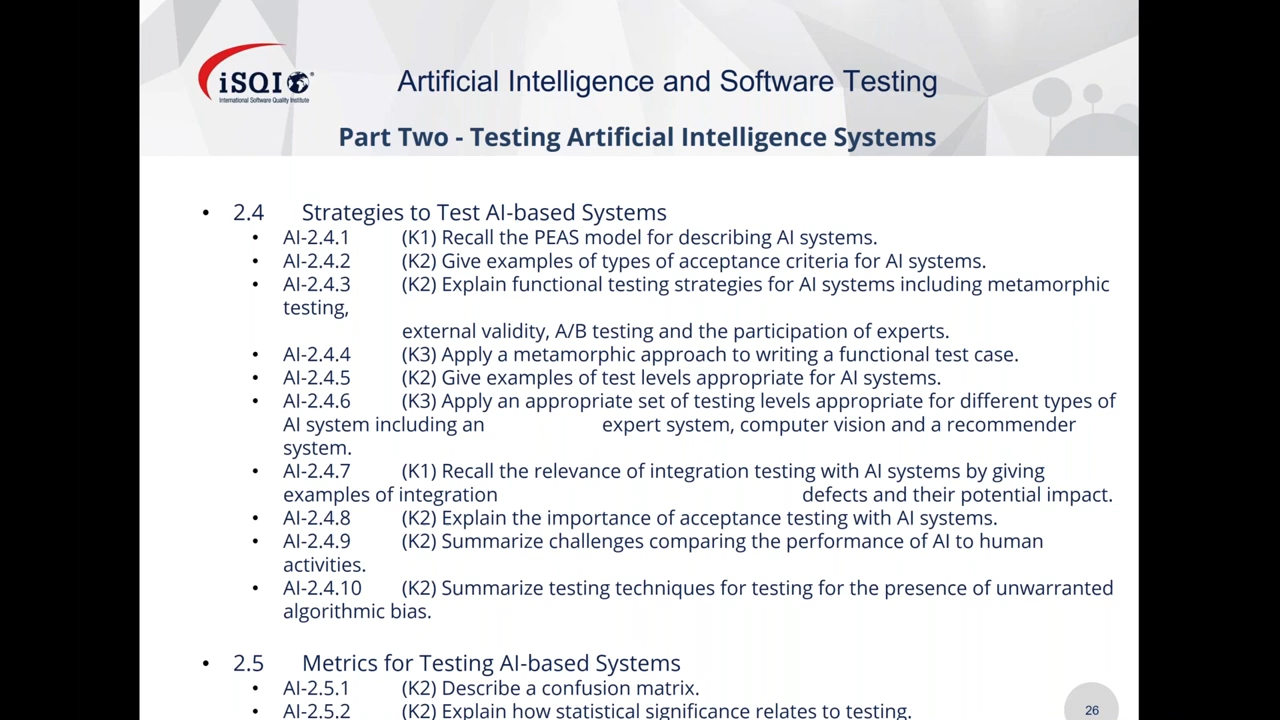 iSQI
International Software Quality Institute
Artificial Intelligence and Software Testing
Part Two - Testing Artificial Intelligence Systems
• 2.4 Strategies to Test AI-based Systems
• AI-2.4.1 (K1) Recall the PEAS model for describing AI systems.
• AI-2.4.2 (K2) Give examples of types of acceptance criteria for AI systems.
• AI-2.4.3 (K2) Explain functional testing strategies for AI systems including metamorphic
testing,
external validity, A/B testing and the participation of experts.
• AI-2.4.4 (K3) Apply a metamorphic approach to writing a functional test case.
• AI-2.4.5 (K2) Give examples of test levels appropriate for AI systems.
• AI-2.4.6 (K3) Apply an appropriate set of testing levels appropriate for different types of
AI system including an expert system, computer vision and a recommender
system.
• AI-2.4.7 (K1) Recall the relevance of integration testing with AI systems by giving
examples of integration defects and their potential impact.
• AI-2.4.8 (K2) Explain the importance of acceptance testing with AI systems.
• AI-2.4.9 (K2) Summarize challenges comparing the performance of AI to human
activities.
• AI-2.4.10 (K2) Summarize testing techniques for testing for the presence of unwarranted
algorithmic bias.
• 2.5 Metrics for Testing AI-based Systems
• AI-2.5.1 (K2) Describe a confusion matrix.
• AI-2.5.2 (K2) Explain how statistical significance relates to testing.
26